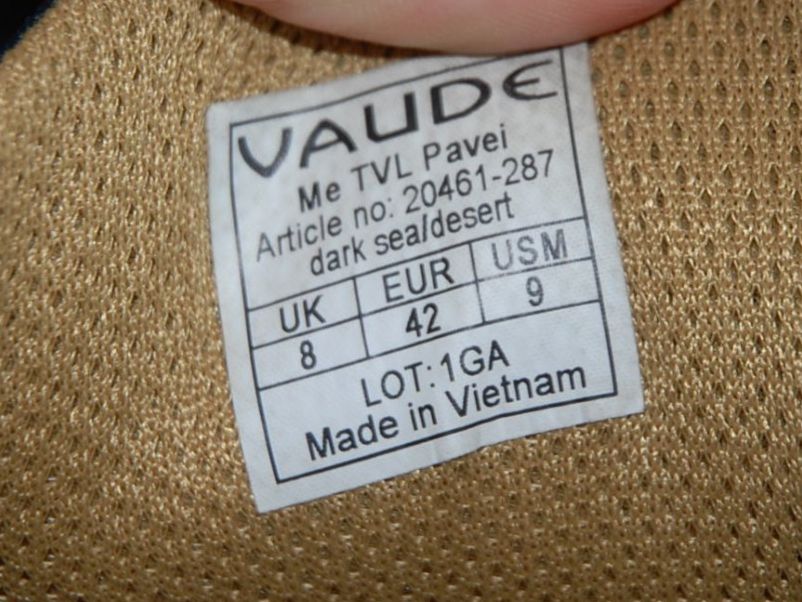 VAUDE
Me TVL Pavei
Article no: 20461-287
dark sea/desert
UK EUR USM
8 42 9
LOT: 1GA
Made in Vietnam